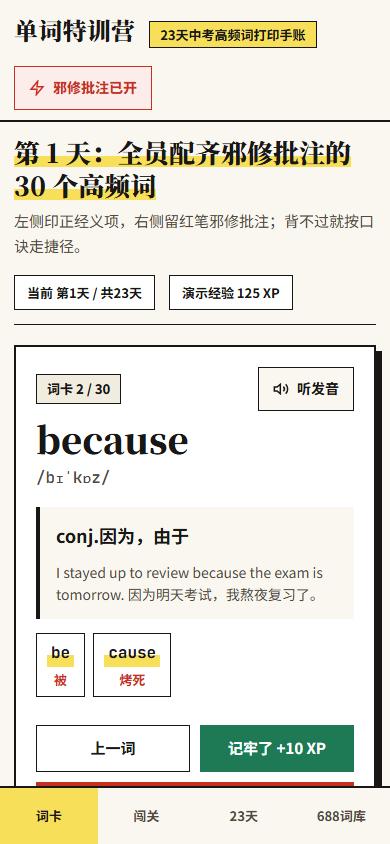 单词特训营
23天中考高频词打印手账
邪修批注已开
第 1 天：全员配齐邪修批注的
30 个高频词
左侧印正经义项，右侧留红笔邪修批注；背不过就按口
诀走捷径。
当前 第1天 / 共23天
演示经验 125 XP
词卡 2 / 30
听发音
because
/bɪˈkɒz/
conj.因为，由于
I stayed up to review because the exam is
tomorrow. 因为明天考试，我熬夜复习了。
be
cause
被
烤死
上一词
记牢了 +10 XP
词卡
闯关
23天
688词库